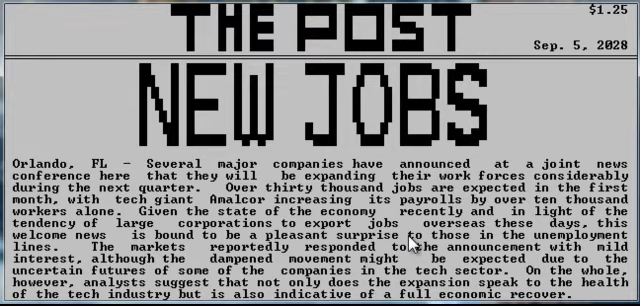 THE POST
$1.25
Sep. 5, 2028
NEW JOBS
Orlando, FL - Several major companies have announced at a joint news
conference here that they will be expanding their work forces considerably
during the next quarter. Over thirty thousand jobs are expected in the first
month, with tech giant Amalcor increasing its payrolls by over ten thousand
workers alone. Given the state of the economy recently and in light of the
tendency of large corporations to export jobs overseas these days, this
welcome news is bound to be a pleasant surprise to those in the unemployment
lines. The markets reportedly responded to the announcement with mild
interest, although the dampened movement might be expected due to the
uncertain futures of some of the companies in the tech sector. On the whole,
however, analysts suggest that not only does the expansion speak to the health
of the tech industry but is also indicative of a full economic recover.